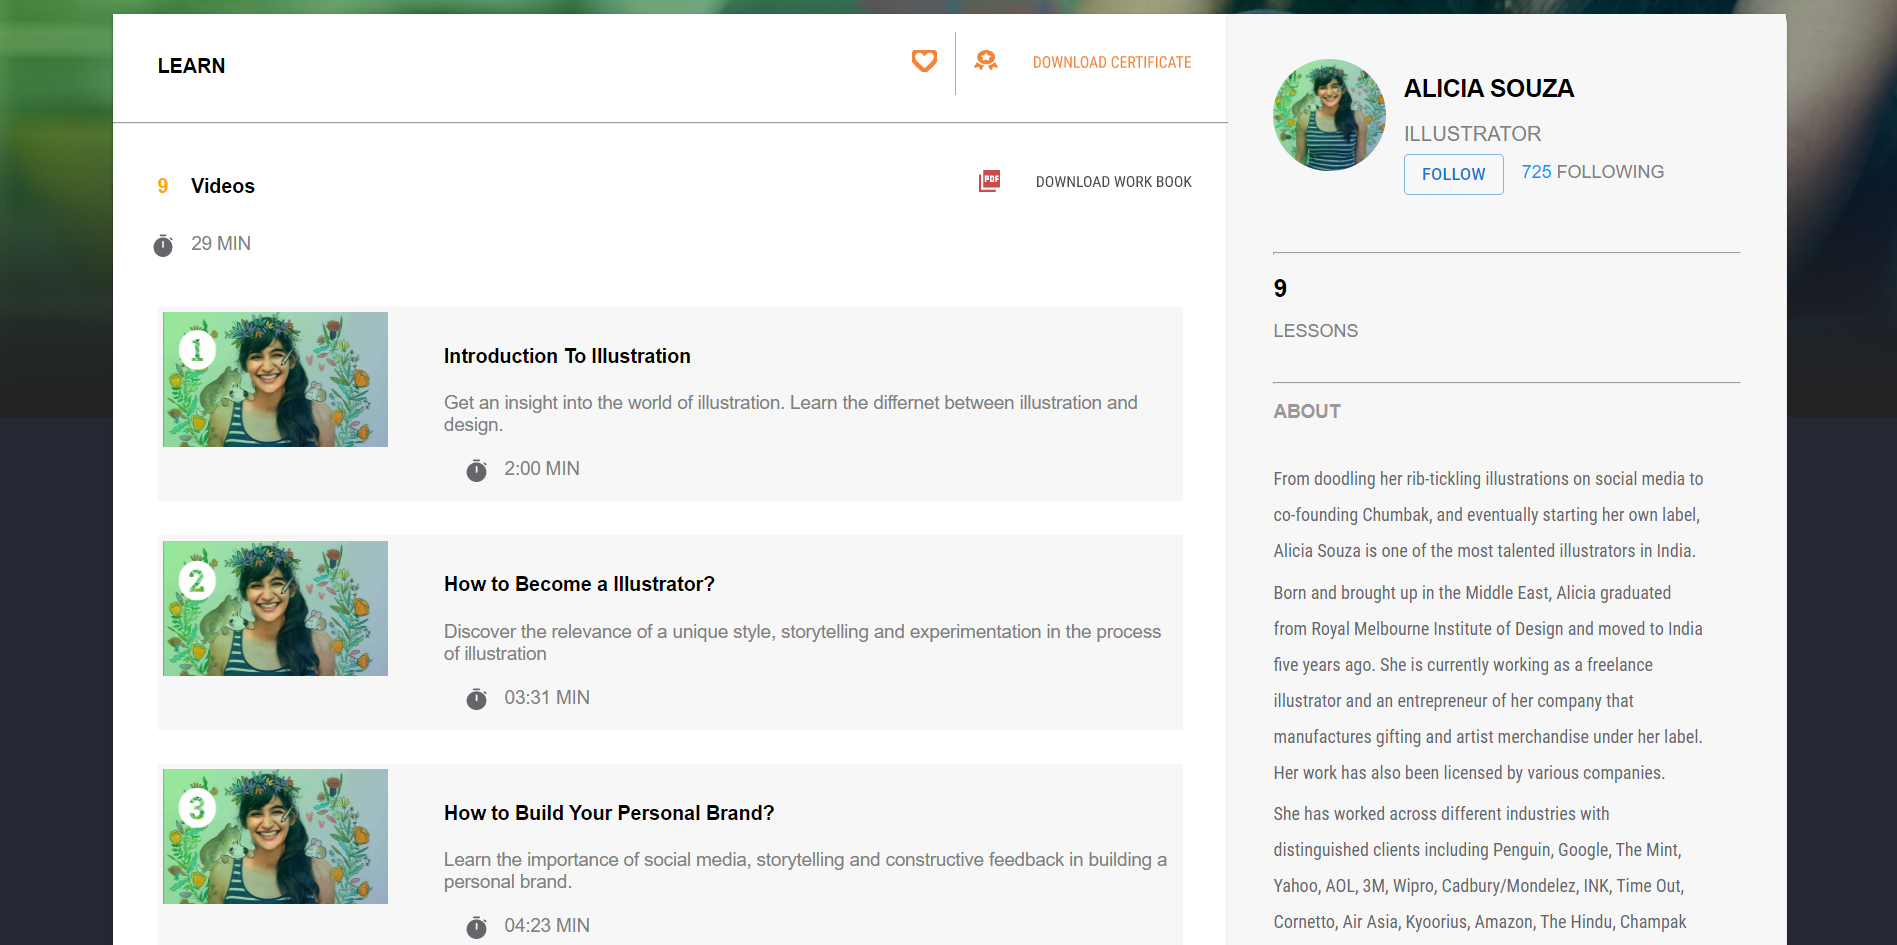 LEARN
DOWNLOAD CERTIFICATE
9 Videos
PDF DOWNLOAD WORK BOOK
29 MIN
1
Introduction To Illustration
Get an insight into the world of illustration. Learn the differnet between illustration and
design.
2:00 MIN
2
How to Become a Illustrator?
Discover the relevance of a unique style, storytelling and experimentation in the process
of illustration
03:31 MIN
3
How to Build Your Personal Brand?
Learn the importance of social media, storytelling and constructive feedback in building a
personal brand.
04:23 MIN
ALICIA SOUZA
ILLUSTRATOR
FOLLOW 725 FOLLOWING
9
LESSONS
ABOUT
From doodling her rib-tickling illustrations on social media to
co-founding Chumbak, and eventually starting her own label,
Alicia Souza is one of the most talented illustrators in India.
Born and brought up in the Middle East, Alicia graduated
from Royal Melbourne Institute of Design and moved to India
five years ago. She is currently working as a freelance
illustrator and an entrepreneur of her company that
manufactures gifting and artist merchandise under her label.
Her work has also been licensed by various companies.
She has worked across different industries with
distinguished clients including Penguin, Google, The Mint,
Yahoo, AOL, 3M, Wipro, Cadbury/Mondelez, INK, Time Out,
Cornetto, Air Asia, Kyoorius, Amazon, The Hindu, Champak